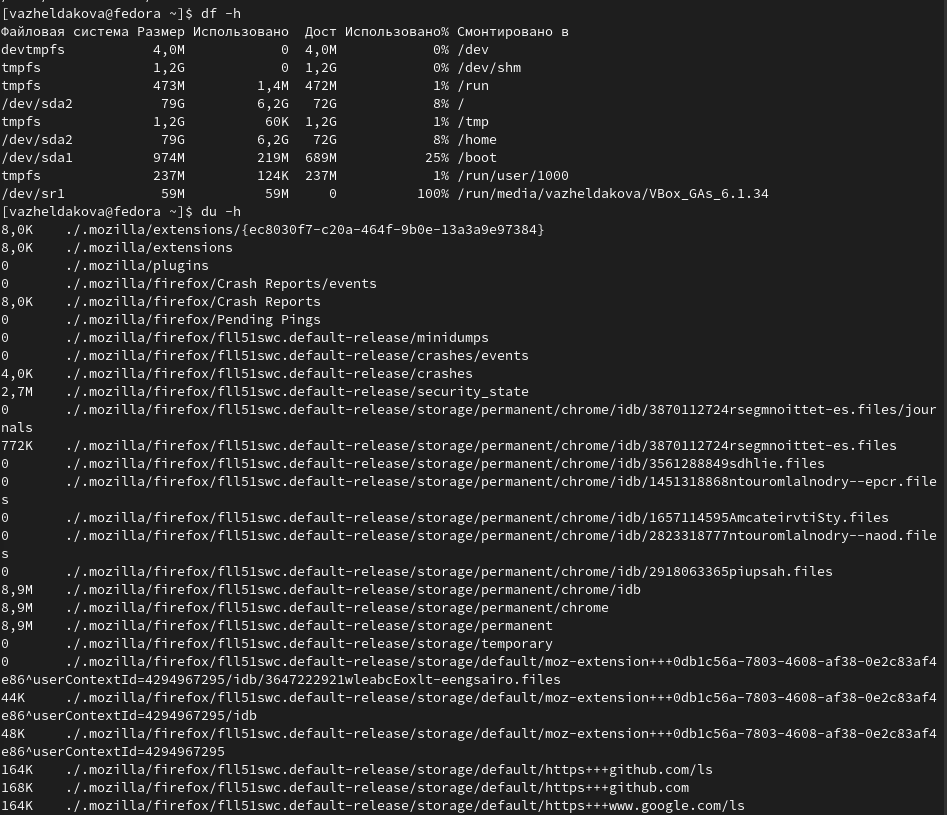 [vazheldakova@fedora ~]$ df -h
Файловая система Размер Использовано  Дост Использовано% Смонтировано в
devtmpfs           4,0M            0  4,0M            0% /dev
tmpfs              1,2G            0  1,2G            0% /dev/shm
tmpfs              473M         1,4M  472M            1% /run
/dev/sda2           79G         6,2G   72G            8% /
tmpfs              1,2G          60K  1,2G            1% /tmp
/dev/sda2           79G         6,2G   72G            8% /home
/dev/sda1          974M         219M  689M           25% /boot
tmpfs              237M         124K  237M            1% /run/user/1000
/dev/sr1            59M          59M     0          100% /run/media/vazheldakova/VBox_GAs_6.1.34
[vazheldakova@fedora ~]$ du -h
8,0K    ./.mozilla/extensions/{ec8030f7-c20a-464f-9b0e-13a3a9e97384}
8,0K    ./.mozilla/extensions
0       ./.mozilla/plugins
0       ./.mozilla/firefox/Crash Reports/events
8,0K    ./.mozilla/firefox/Crash Reports
0       ./.mozilla/firefox/Pending Pings
0       ./.mozilla/firefox/fll51swc.default-release/minidumps
0       ./.mozilla/firefox/fll51swc.default-release/crashes/events
4,0K    ./.mozilla/firefox/fll51swc.default-release/crashes
2,7M    ./.mozilla/firefox/fll51swc.default-release/security_state
0       ./.mozilla/firefox/fll51swc.default-release/storage/permanent/chrome/idb/3870112724rsegmnoittet-es.files/jour
nals
772K    ./.mozilla/firefox/fll51swc.default-release/storage/permanent/chrome/idb/3870112724rsegmnoittet-es.files
0       ./.mozilla/firefox/fll51swc.default-release/storage/permanent/chrome/idb/3561288849sdhlie.files
0       ./.mozilla/firefox/fll51swc.default-release/storage/permanent/chrome/idb/1451318868ntouromlalnodry--epcr.file
s
0       ./.mozilla/firefox/fll51swc.default-release/storage/permanent/chrome/idb/1657114595AmcateirvtiSty.files
0       ./.mozilla/firefox/fll51swc.default-release/storage/permanent/chrome/idb/2823318777ntouromlalnodry--naod.file
s
0       ./.mozilla/firefox/fll51swc.default-release/storage/permanent/chrome/idb/2918063365piupsah.files
8,9M    ./.mozilla/firefox/fll51swc.default-release/storage/permanent/chrome/idb
8,9M    ./.mozilla/firefox/fll51swc.default-release/storage/permanent/chrome
8,9M    ./.mozilla/firefox/fll51swc.default-release/storage/permanent
0       ./.mozilla/firefox/fll51swc.default-release/storage/temporary
0       ./.mozilla/firefox/fll51swc.default-release/storage/default/moz-extension+++0db1c56a-7803-4608-af38-0e2c83af4
e86^userContextId=4294967295/idb/3647222921wleabcEoxlt-eengsairo.files
44K     ./.mozilla/firefox/fll51swc.default-release/storage/default/moz-extension+++0db1c56a-7803-4608-af38-0e2c83af4
e86^userContextId=4294967295/idb
48K     ./.mozilla/firefox/fll51swc.default-release/storage/default/moz-extension+++0db1c56a-7803-4608-af38-0e2c83af4
e86^userContextId=4294967295
164K    ./.mozilla/firefox/fll51swc.default-release/storage/default/https+++github.com/ls
168K    ./.mozilla/firefox/fll51swc.default-release/storage/default/https+++github.com
164K    ./.mozilla/firefox/fll51swc.default-release/storage/default/https+++www.google.com/ls